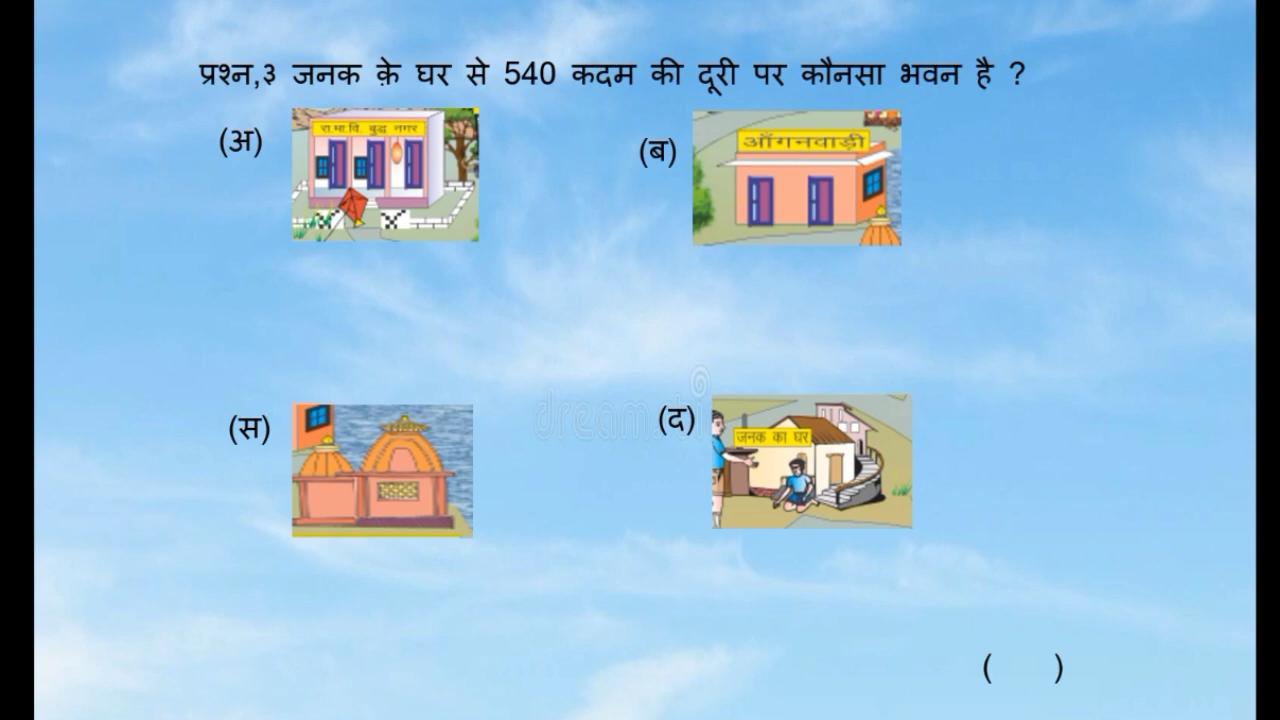 प्रश्न,३ जनक क़े घर से 540 कदम की दूरी पर कौनसा भवन है ?
(अ)
रा.मा.वि. बुद्ध नगर
(ब)
आँगनवाड़ी
(स)
(द)
जनक का घर
( )